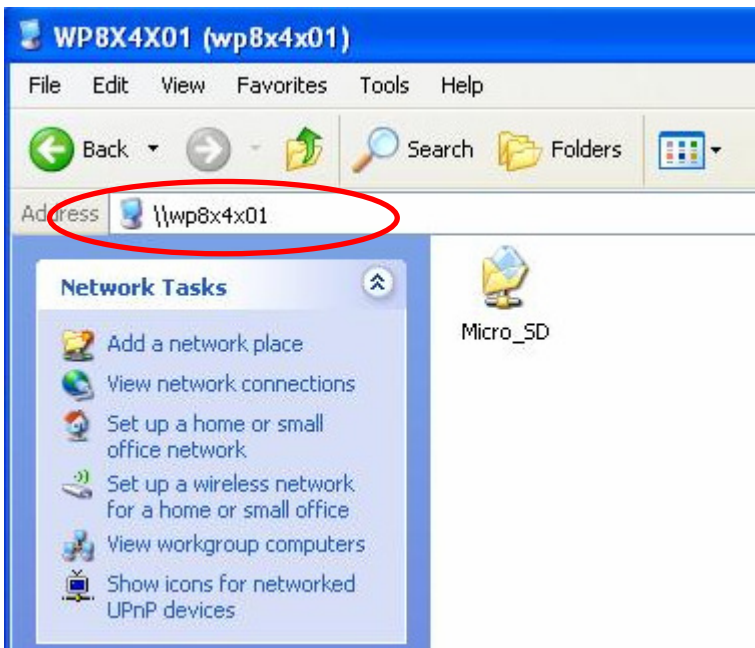 WP8X4X01 (wp8x4x01)
File Edit View Favorites Tools Help
Back Search Folders
Address \\wp8x4x01
Network Tasks
Micro_SD
Add a network place
View network connections
Set up a home or small
office network
Set up a wireless network
for a home or small office
View workgroup computers
Show icons for networked
UPnP devices